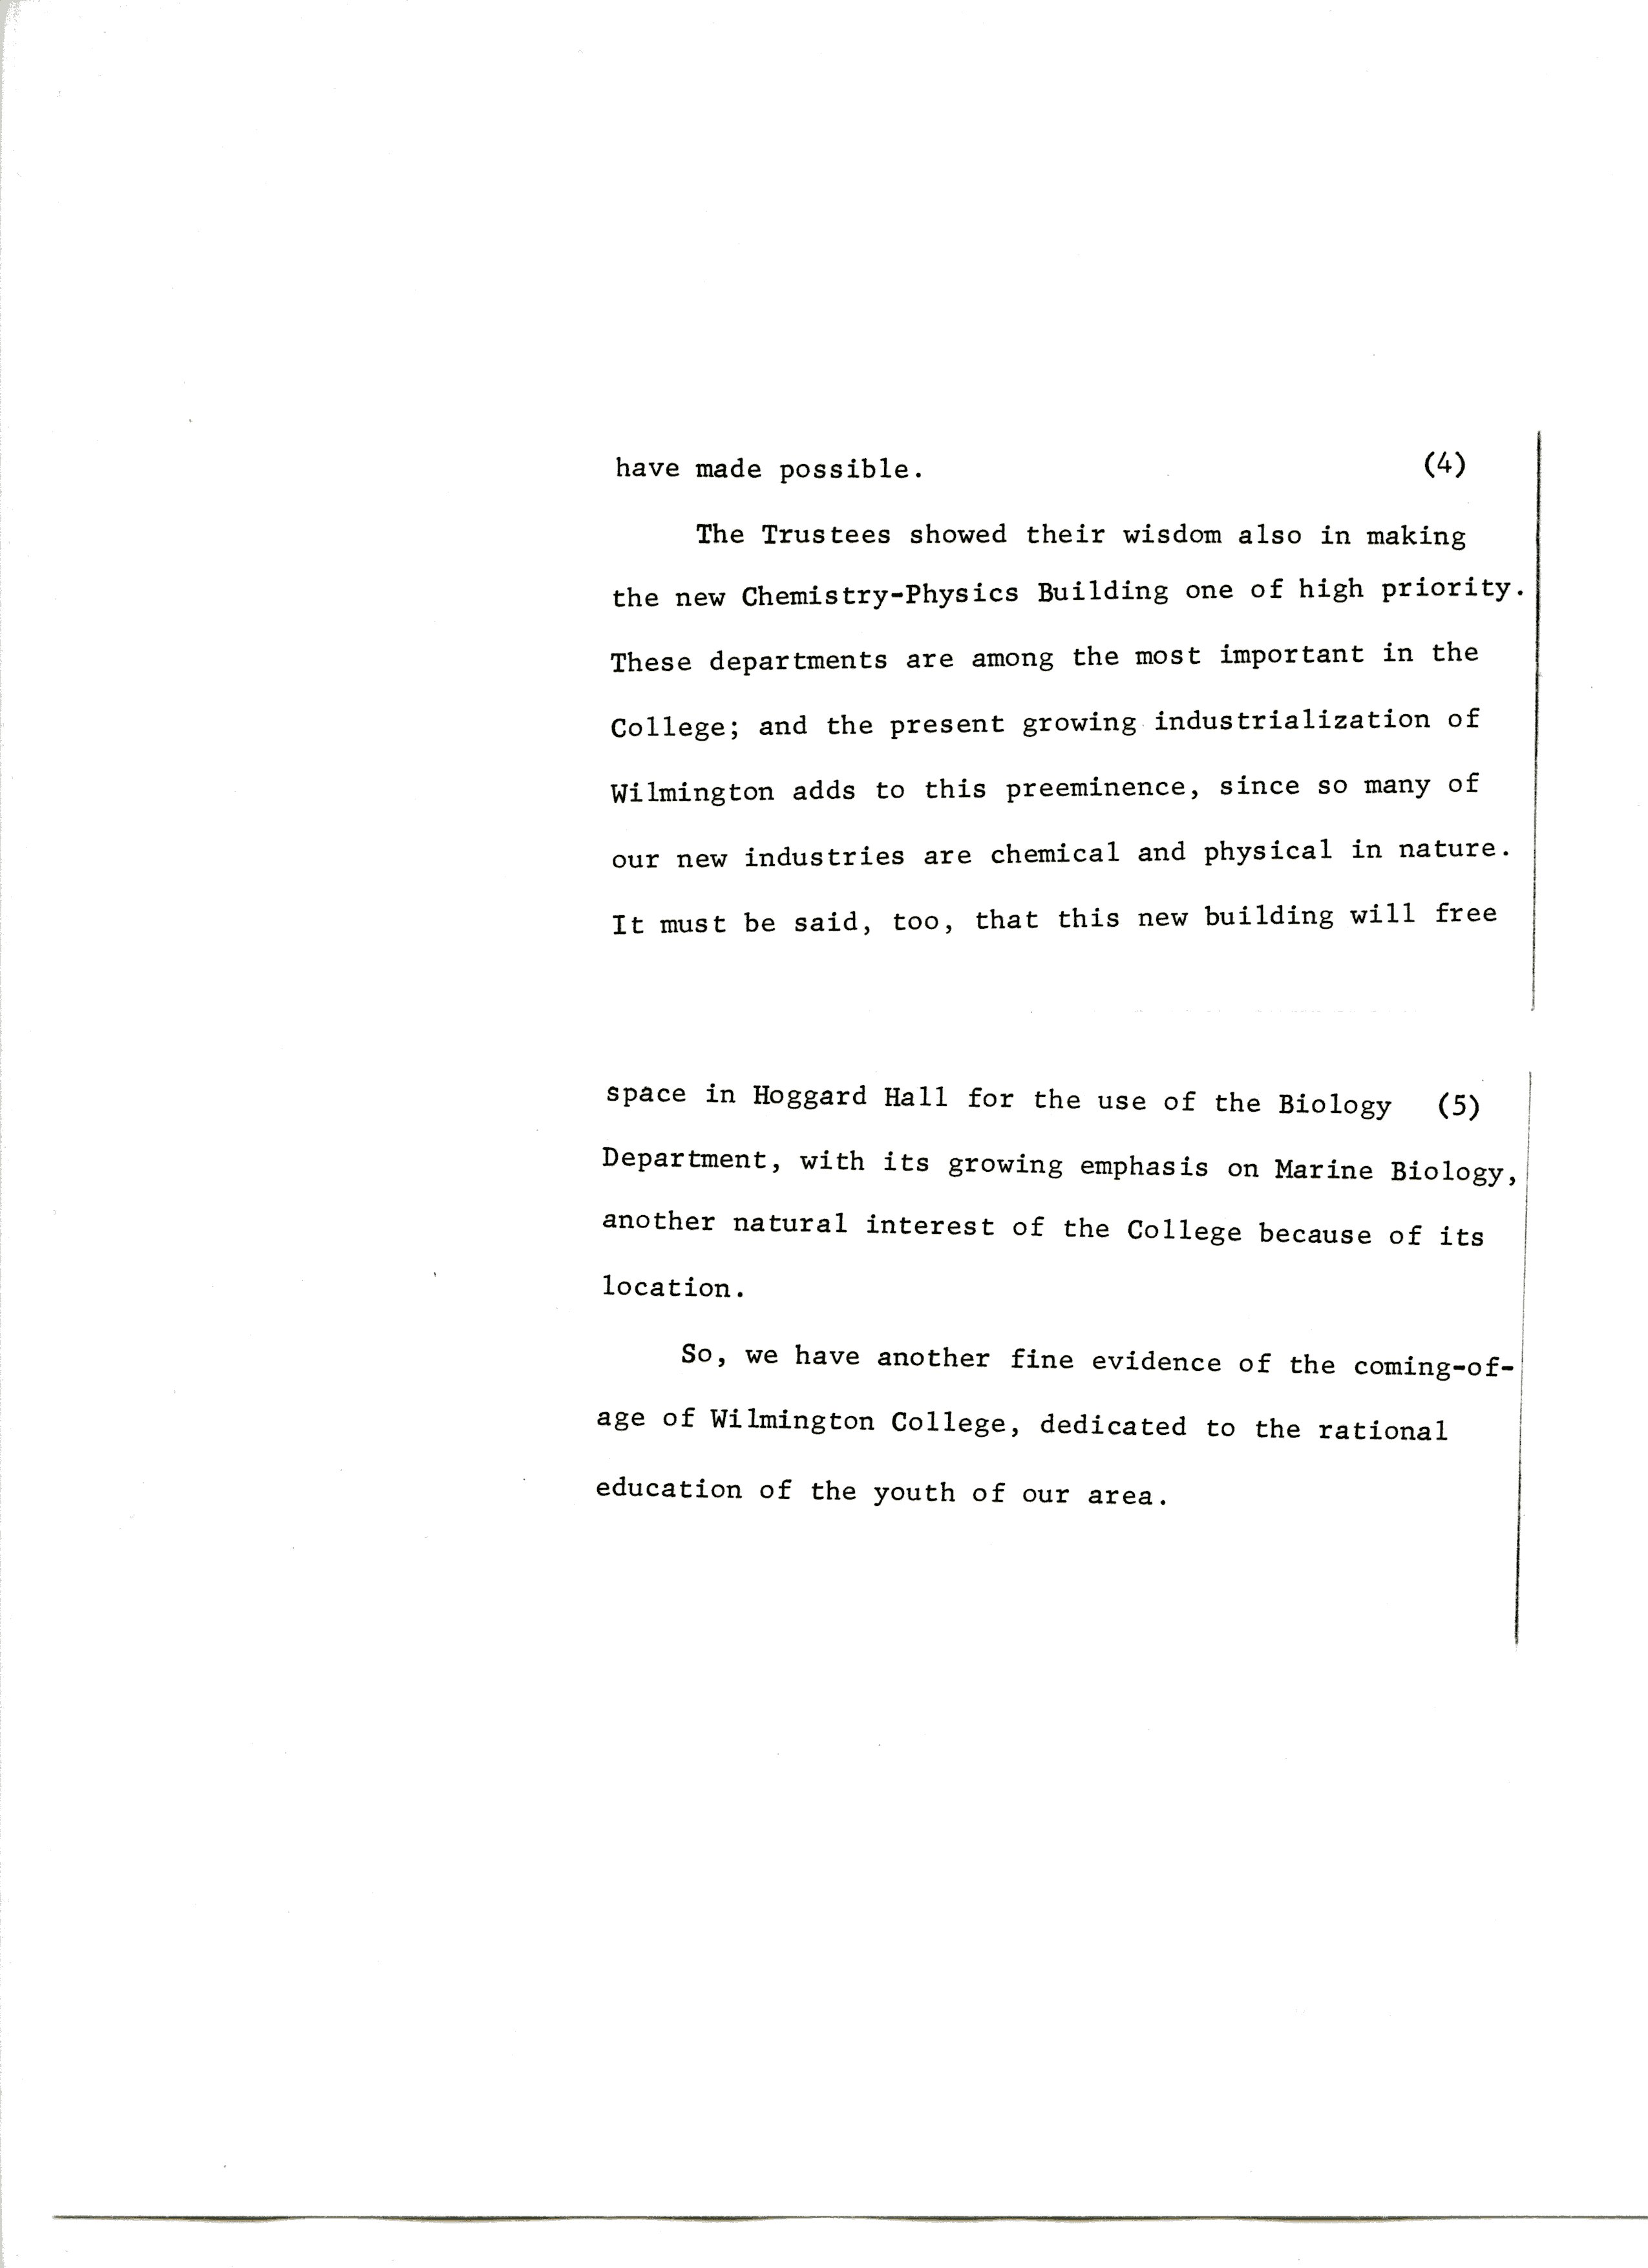 have made possible. (4)
The Trustees showed their wisdom also in making
the new Chemistry-Physics Building one of high priority.
These departments are among the most important in the
College; and the present growing industrialization of
Wilmington adds to this preeminence, since so many of
our new industries are chemical and physical in nature.
It must be said, too, that this new building will free
space in Hoggard Hall for the use of the Biology (5)
Department, with its growing emphasis on Marine Biology,
another natural interest of the College because of its
location.
So, we have another fine evidence of the coming-of-
age of Wilmington College, dedicated to the rational
education of the youth of our area.